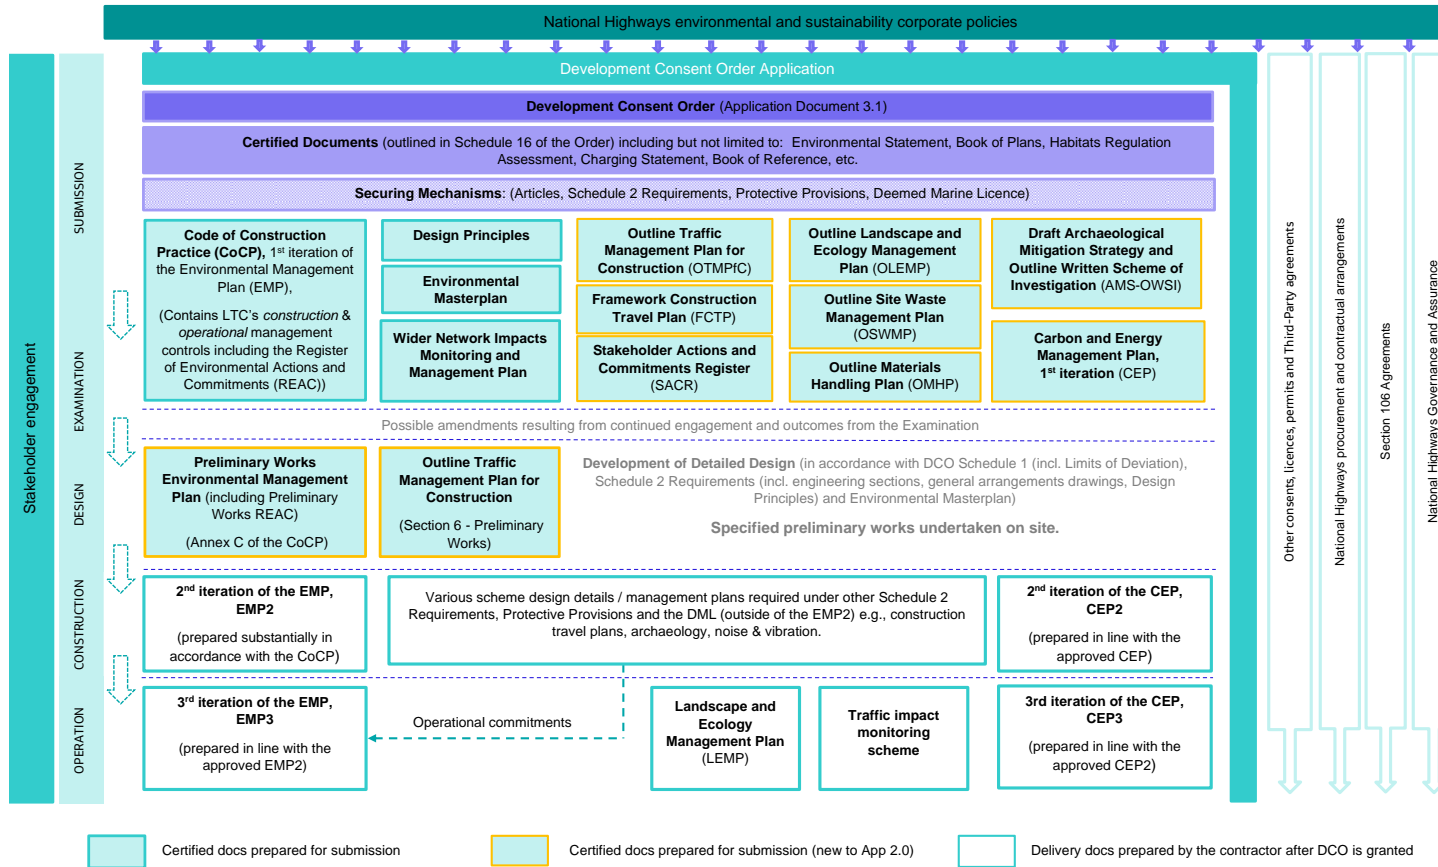 National Highways environmental and sustainability corporate policies
Development Consent Order Application
Development Consent Order (Application Document 3.1)
Certified Documents (outlined in Schedule 16 of the Order) including but not limited to: Environmental Statement, Book of Plans, Habitats Regulation
Assessment, Charging Statement, Book of Reference, etc.
Securing Mechanisms: (Articles, Schedule 2 Requirements, Protective Provisions, Deemed Marine Licence)
Stakeholder engagement
SUBMISSION
EXAMINATION
DESIGN
CONSTRUCTION
OPERATION
Code of Construction
Practice (CoCP), 1st iteration of
the Environmental Management
Plan (EMP),
(Contains LTC's construction &
operational management
controls including the Register
of Environmental Actions and
Commitments (REAC))
Design Principles
Environmental
Masterplan
Wider Network Impacts
Monitoring and
Management Plan
Outline Traffic
Management Plan for
Construction (OTMPfC)
Framework Construction
Travel Plan (FCTP)
Stakeholder Actions and
Commitments Register
(SACR)
Outline Landscape and
Ecology Management
Plan (OLEMP)
Outline Site Waste
Management Plan
(OSWMP)
Outline Materials
Handling Plan (OMHP)
Draft Archaeological
Mitigation Strategy and
Outline Written Scheme of
Investigation (AMS-OWSI)
Carbon and Energy
Management Plan,
1st iteration (CEP)
Possible amendments resulting from continued engagement and outcomes from the Examination
Preliminary Works
Environmental Management
Plan (including Preliminary
Works REAC)
(Annex C of the CoCP)
Outline Traffic
Management Plan for
Construction
(Section 6 - Preliminary
Works)
Development of Detailed Design (in accordance with DCO Schedule 1 (incl. Limits of Deviation),
Schedule 2 Requirements (incl. engineering sections, general arrangements drawings, Design
Principles) and Environmental Masterplan)
Specified preliminary works undertaken on site.
2nd iteration of the EMP,
EMP2
(prepared substantially in
accordance with the CoCP)
Various scheme design details / management plans required under other Schedule 2
Requirements, Protective Provisions and the DML (outside of the EMP2) e.g., construction
travel plans, archaeology, noise & vibration.
2nd iteration of the CEP,
CEP2
(prepared in line with the
approved CEP)
3rd iteration of the EMP,
EMP3
(prepared in line with the
approved EMP2)
Operational commitments
Landscape and
Ecology
Management Plan
(LEMP)
Traffic impact
monitoring
scheme
3rd iteration of the CEP,
CEP3
(prepared in line with the
approved CEP2)
Other consents, licences, permits and Third-Party agreements
National Highways procurement and contractual arrangements
Section 106 Agreements
National Highways Governance and Assurance
Certified docs prepared for submission
Certified docs prepared for submission (new to App 2.0)
Delivery docs prepared by the contractor after DCO is granted